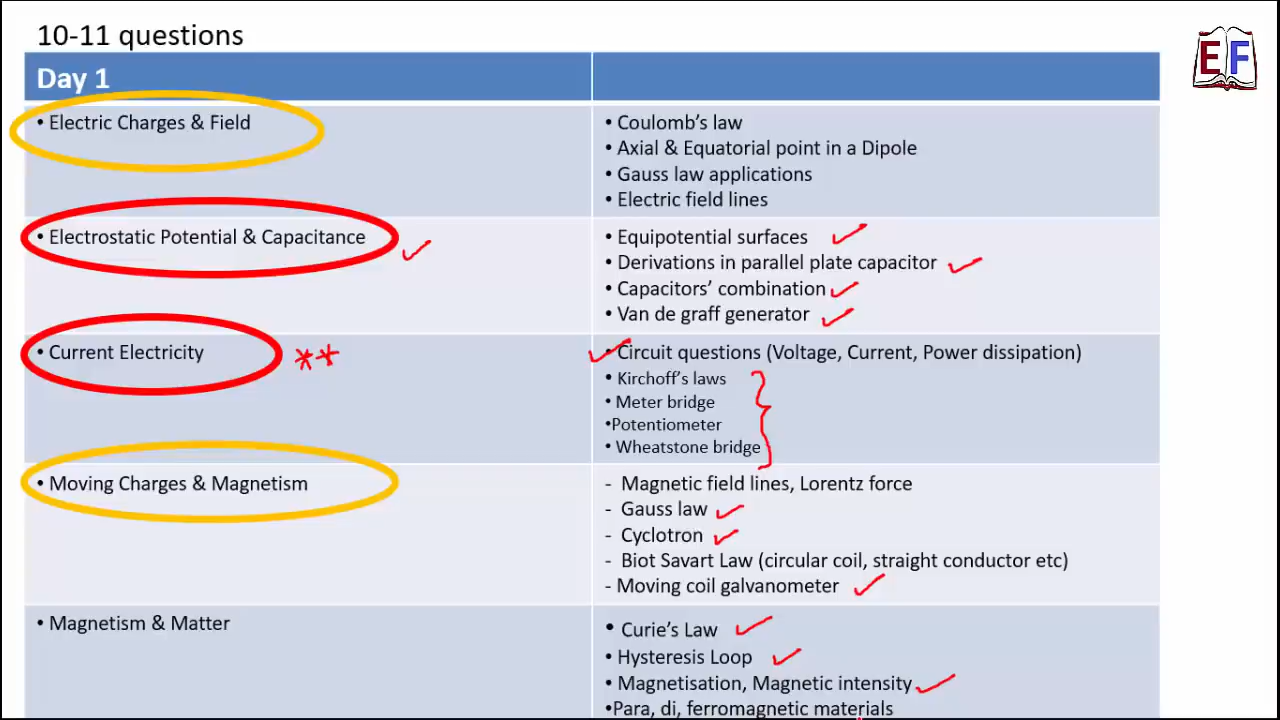 10-11 questions
EF
Day 1
• Electric Charges & Field
• Coulomb's law
• Axial & Equatorial point in a Dipole
• Gauss law applications
• Electric field lines
• Electrostatic Potential & Capacitance
• Equipotential surfaces
• Derivations in parallel plate capacitor
• Capacitors' combination
• Van de graff generator
• Current Electricity
**
• Circuit questions (Voltage, Current, Power dissipation)
• Kirchoff's laws
• Meter bridge
•Potentiometer
• Wheatstone bridge
• Moving Charges & Magnetism
- Magnetic field lines, Lorentz force
- Gauss law
- Cyclotron
- Biot Savart Law (circular coil, straight conductor etc)
- Moving coil galvanometer
• Magnetism & Matter
• Curie's Law
• Hysteresis Loop
• Magnetisation, Magnetic intensity
•Para, di, ferromagnetic materials